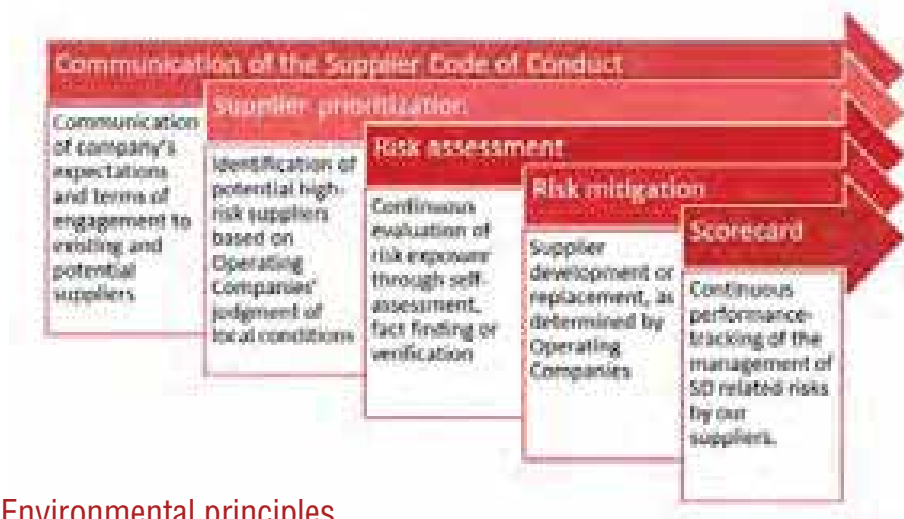 Communication of the Supplier Code of Conduct
Communication
of company's
expectations
and terms of
engagement to
existing and
potential
suppliers
Supplier prioritization
Identification of
potential high-
risk suppliers
based on
Operating
Companies'
judgment of
local conditions
Risk assessment
Continuous
evaluation of
risk exposure
through self-
assessment,
fact finding or
verification
Risk mitigation
Supplier
development or
replacement, as
determined by
Operating
Companies
Scorecard
Continuous
performance-
tracking of the
management of
SD related risks
by our
suppliers.
Environmental principles